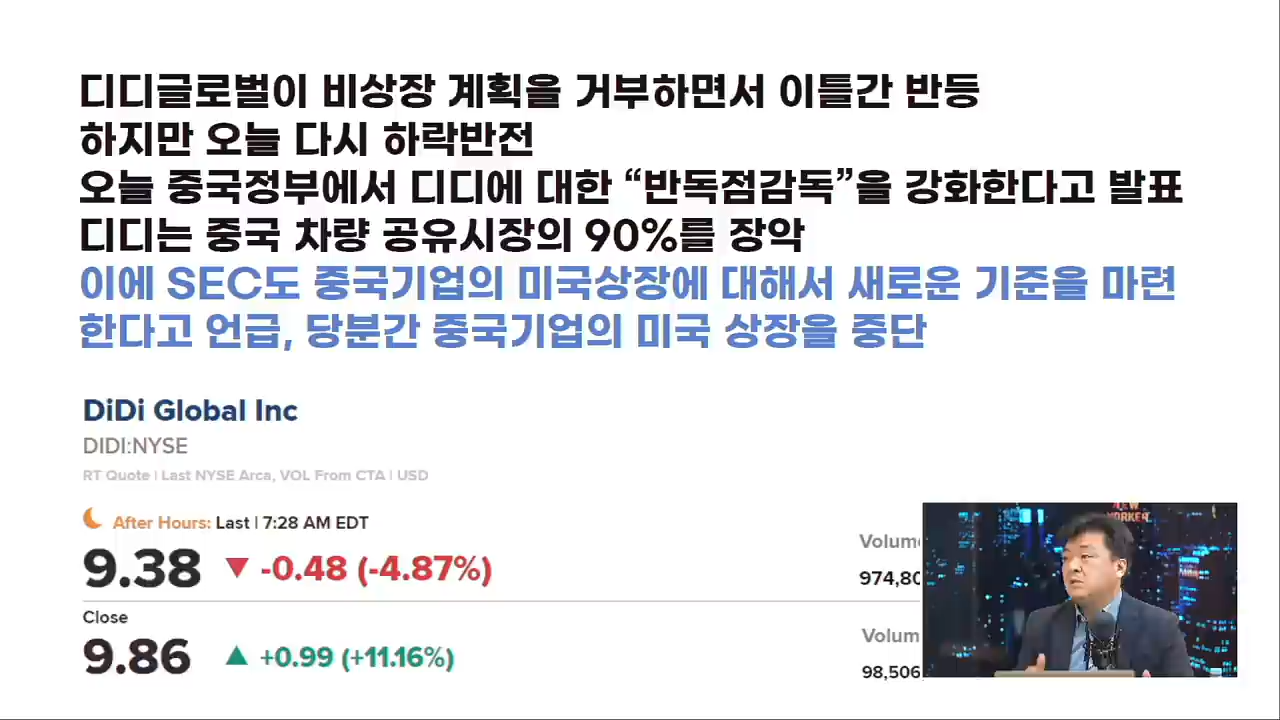 디디글로벌이 비상장 계획을 거부하면서 이틀간 반등
하지만 오늘 다시 하락반전
오늘 중국정부에서 디디에 대한 “반독점감독”을 강화한다고 발표
디디는 중국 차량 공유시장의 90%를 장악
이에 SEC도 중국기업의 미국상장에 대해서 새로운 기준을 마련
한다고 언급, 당분간 중국기업의 미국 상장을 중단
DiDi Global Inc
DIDI:NYSE
RT Quote | Last NYSE Arca, VOL From CTA | USD
After Hours: Last | 7:28 AM EDT
9.38 ▼ -0.48 (-4.87%)
Volum
974,80
Close
9.86 ▲ +0.99 (+11.16%)
Volum
98,506
NEW
YORKER